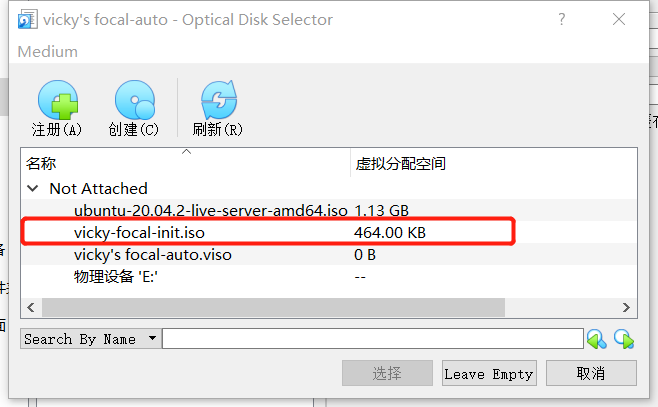 vicky's focal-auto - Optical Disk Selector
Medium
注册(A) 创建(C) 刷新(R)
名称 虚拟分配空间
Not Attached
ubuntu-20.04.2-live-server-amd64.iso 1.13 GB
vicky-focal-init.iso 464.00 KB
vicky's focal-auto.viso 0 B
物理设备 'E:' --
Search By Name
选择 Leave Empty 取消